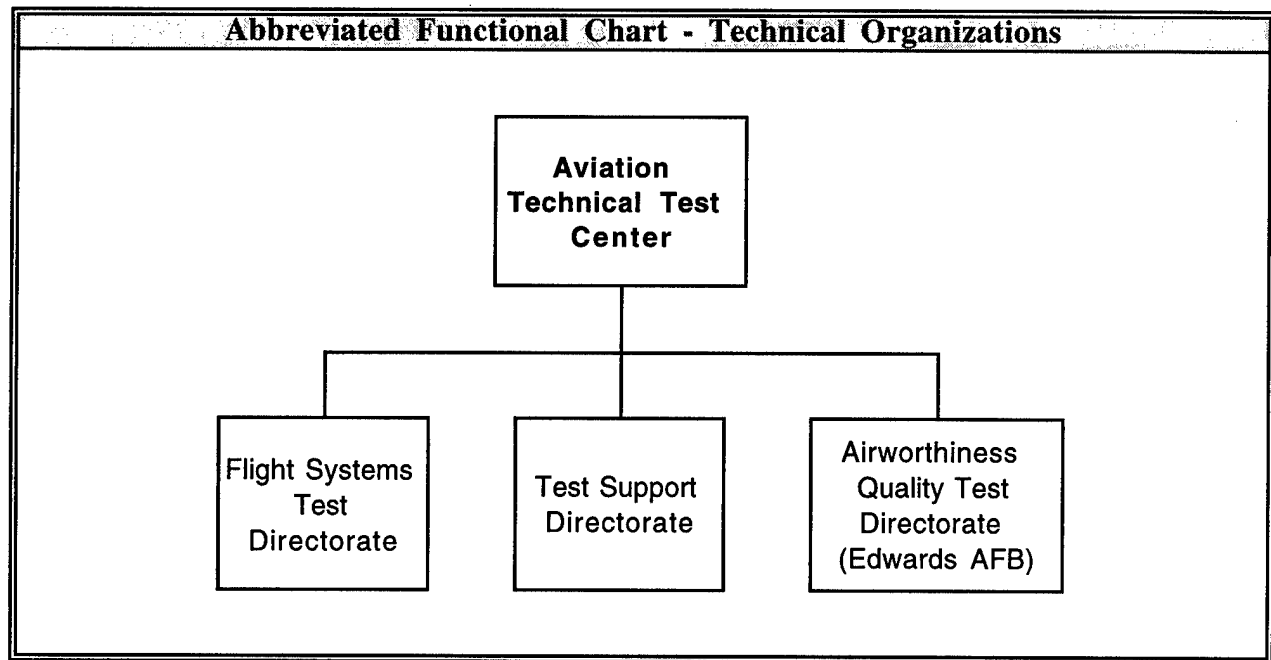 Abbreviated Functional Chart - Technical Organizations
Aviation
Technical Test
Center
Flight Systems
Test
Directorate
Test Support
Directorate
Airworthiness
Quality Test
Directorate
(Edwards AFB)